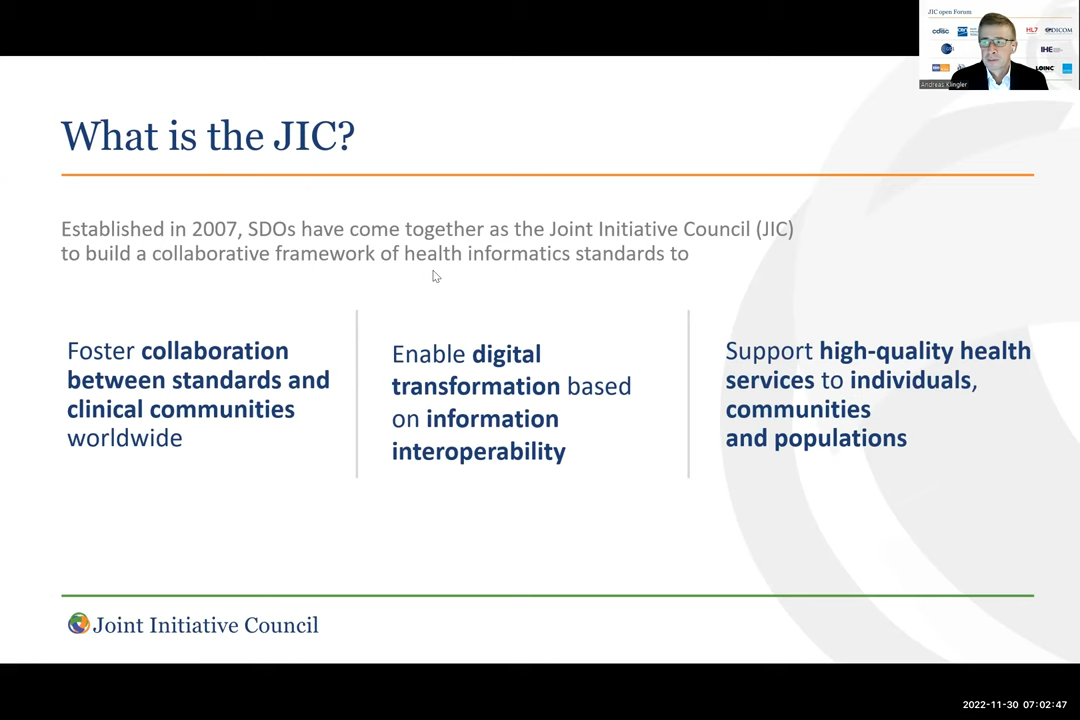 JIC open Forum
cdisc
HL7
DICOM
IHE
LOINC
Andreas Klingler
What is the JIC?
Established in 2007, SDOs have come together as the Joint Initiative Council (JIC)
to build a collaborative framework of health informatics standards to
Foster collaboration
between standards and
clinical communities
worldwide
Enable digital
transformation based
on information
interoperability
Support high-quality health
services to individuals,
communities
and populations
Joint Initiative Council
2022-11-30 07:02:47